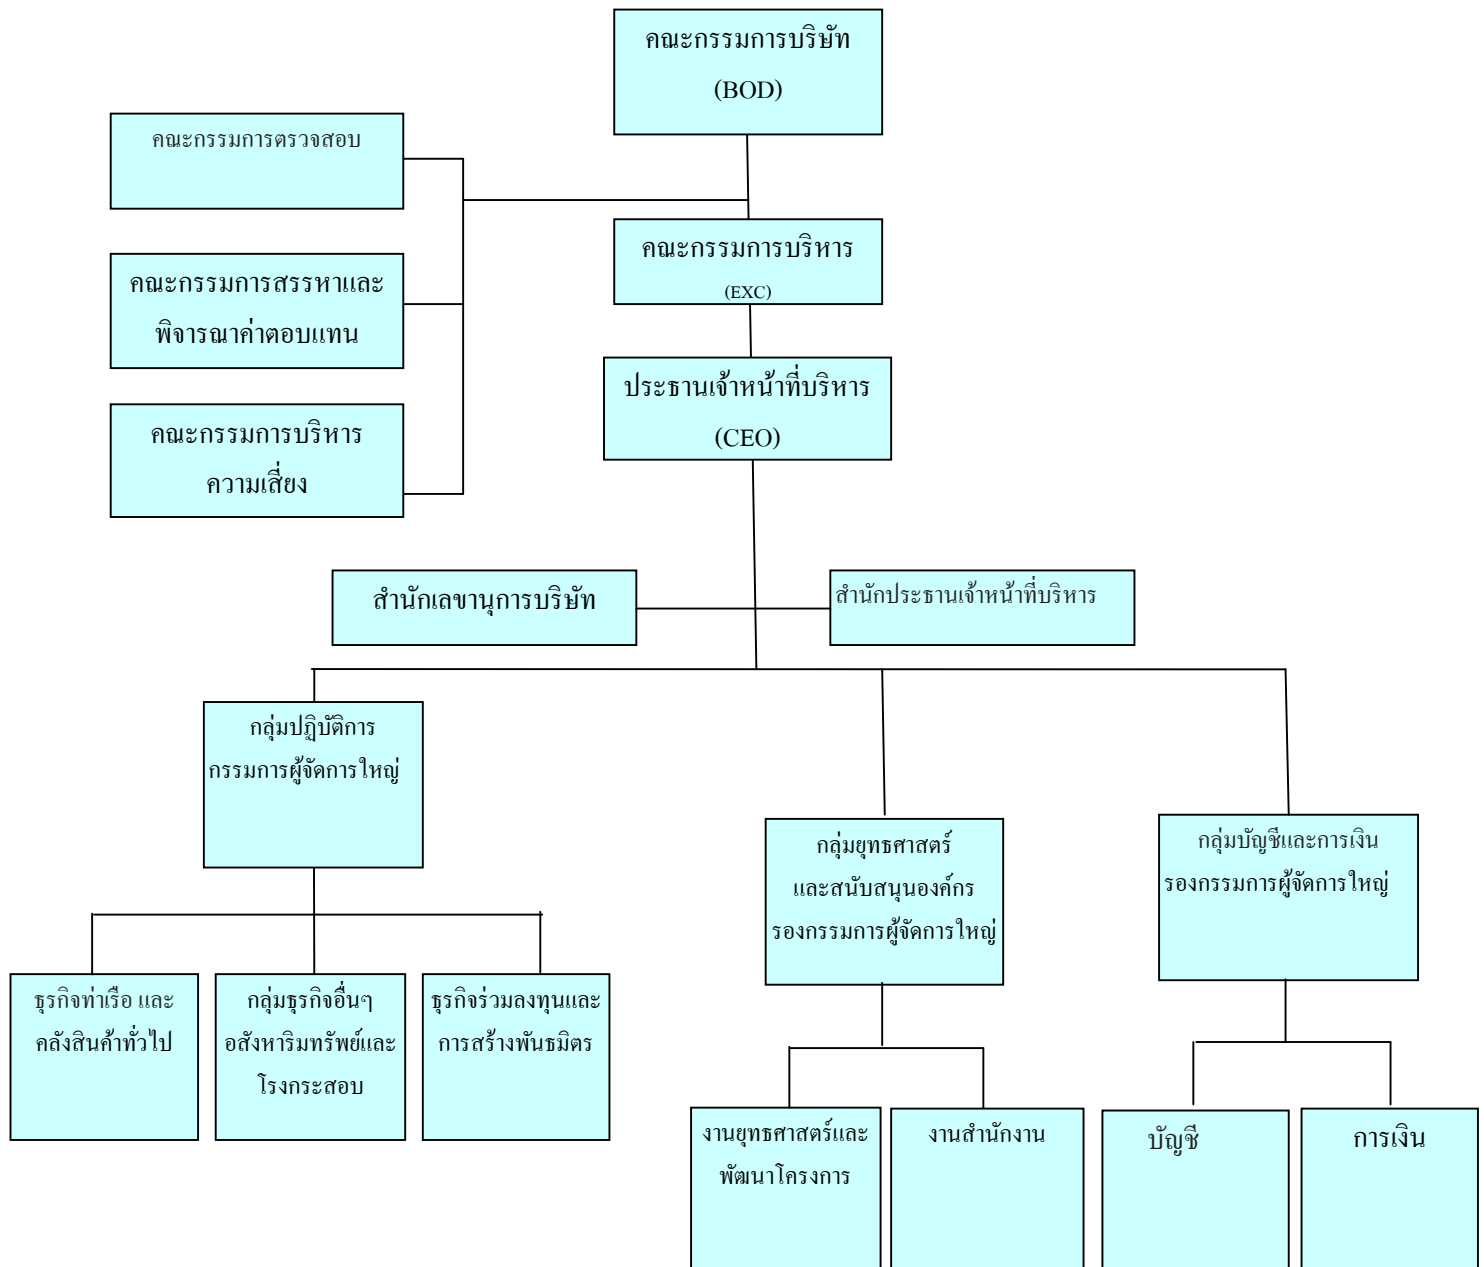 คณะกรรมการบริษัท
(BOD)
คณะกรรมการตรวจสอบ
คณะกรรมการบริหาร
(EXC)
คณะกรรมการสรรหาและ
พิจารณาค่าตอบแทน
ประธานเจ้าหน้าที่บริหาร
(CEO)
คณะกรรมการบริหาร
ความเสี่ยง
สำนักเลขานุการบริษัท
สำนักประธานเจ้าหน้าที่บริหาร
กลุ่มปฏิบัติการ
กรรมการผู้จัดการใหญ่
กลุ่มยุทธศาสตร์
และสนับสนุนองค์กร
รองกรรมการผู้จัดการใหญ่
กลุ่มบัญชีและการเงิน
รองกรรมการผู้จัดการใหญ่
ธุรกิจท่าเรือ และ
คลังสินค้าทั่วไป
กลุ่มธุรกิจอื่นๆ
อสังหาริมทรัพย์และ
โรงกระสอบ
ธุรกิจร่วมลงทุนและ
การสร้างพันธมิตร
งานยุทธศาสตร์และ
พัฒนาโครงการ
งานสำนักงาน
บัญชี
การเงิน